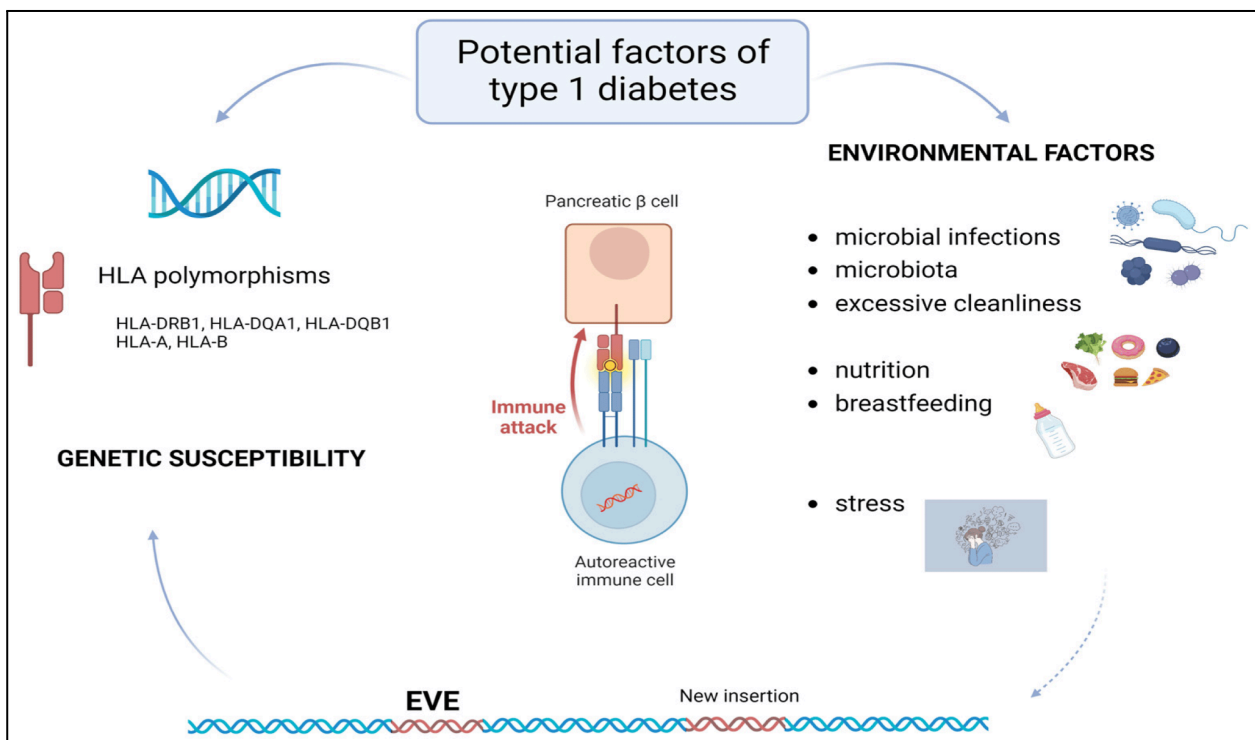 Potential factors of
type 1 diabetes
HLA polymorphisms
HLA-DRB1, HLA-DQA1, HLA-DQB1
HLA-A, HLA-B
GENETIC SUSCEPTIBILITY
Pancreatic β cell
Immune
attack
Autoreactive
immune cell
ENVIRONMENTAL FACTORS
• microbial infections
• microbiota
• excessive cleanliness
• nutrition
• breastfeeding
• stress
EVE
New insertion